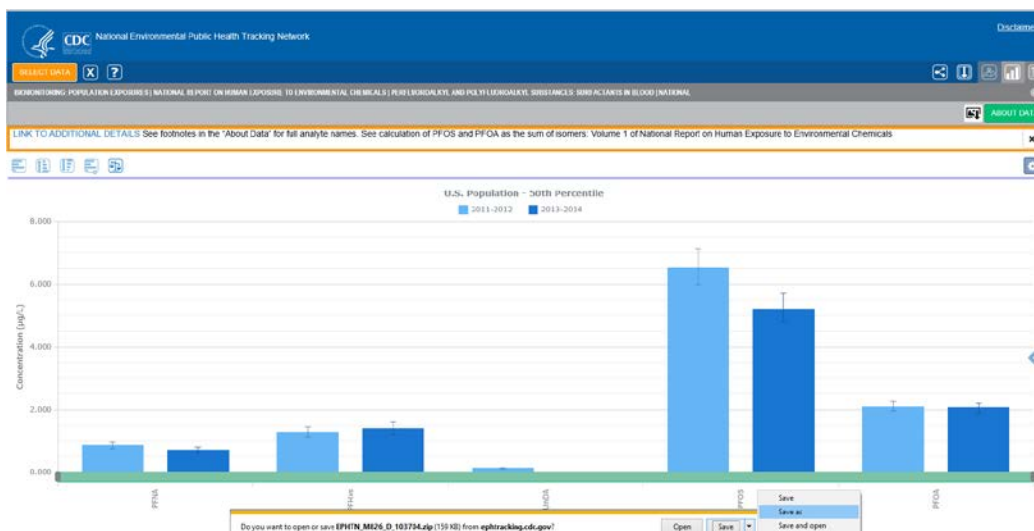 Disclaime
CDC National Environmental Public Health Tracking Network
SELECT DATA X ?
BIOMONITORING: POPULATION EXPOSURES | NATIONAL REPORT ON HUMAN EXPOSURE TO ENVIRONMENTAL CHEMICALS | PERFLUOROALKYL AND POLYFLUOROALKYL SUBSTANCES: SURFACTANTS IN BLOOD | NATIONAL
ABOUT DAT
LINK TO ADDITIONAL DETAILS See footnotes in the "About Data" for full analyte names. See calculation of PFOS and PFOA as the sum of isomers: Volume 1 of National Report on Human Exposure to Environmental Chemicals
U.S. Population - 50th Percentile
2011-2012 2013-2014
Concentration (µg/L)
8.000
6.000
4.000
2.000
0.000
PFNA
PFHxs
UnDA
PFOS
PFOA
Do you want to open or save EPHTN_M826_D_103704.zip (159 KB) from ephtracking.cdc.gov?
Open Save
Save
Save as
Save and open